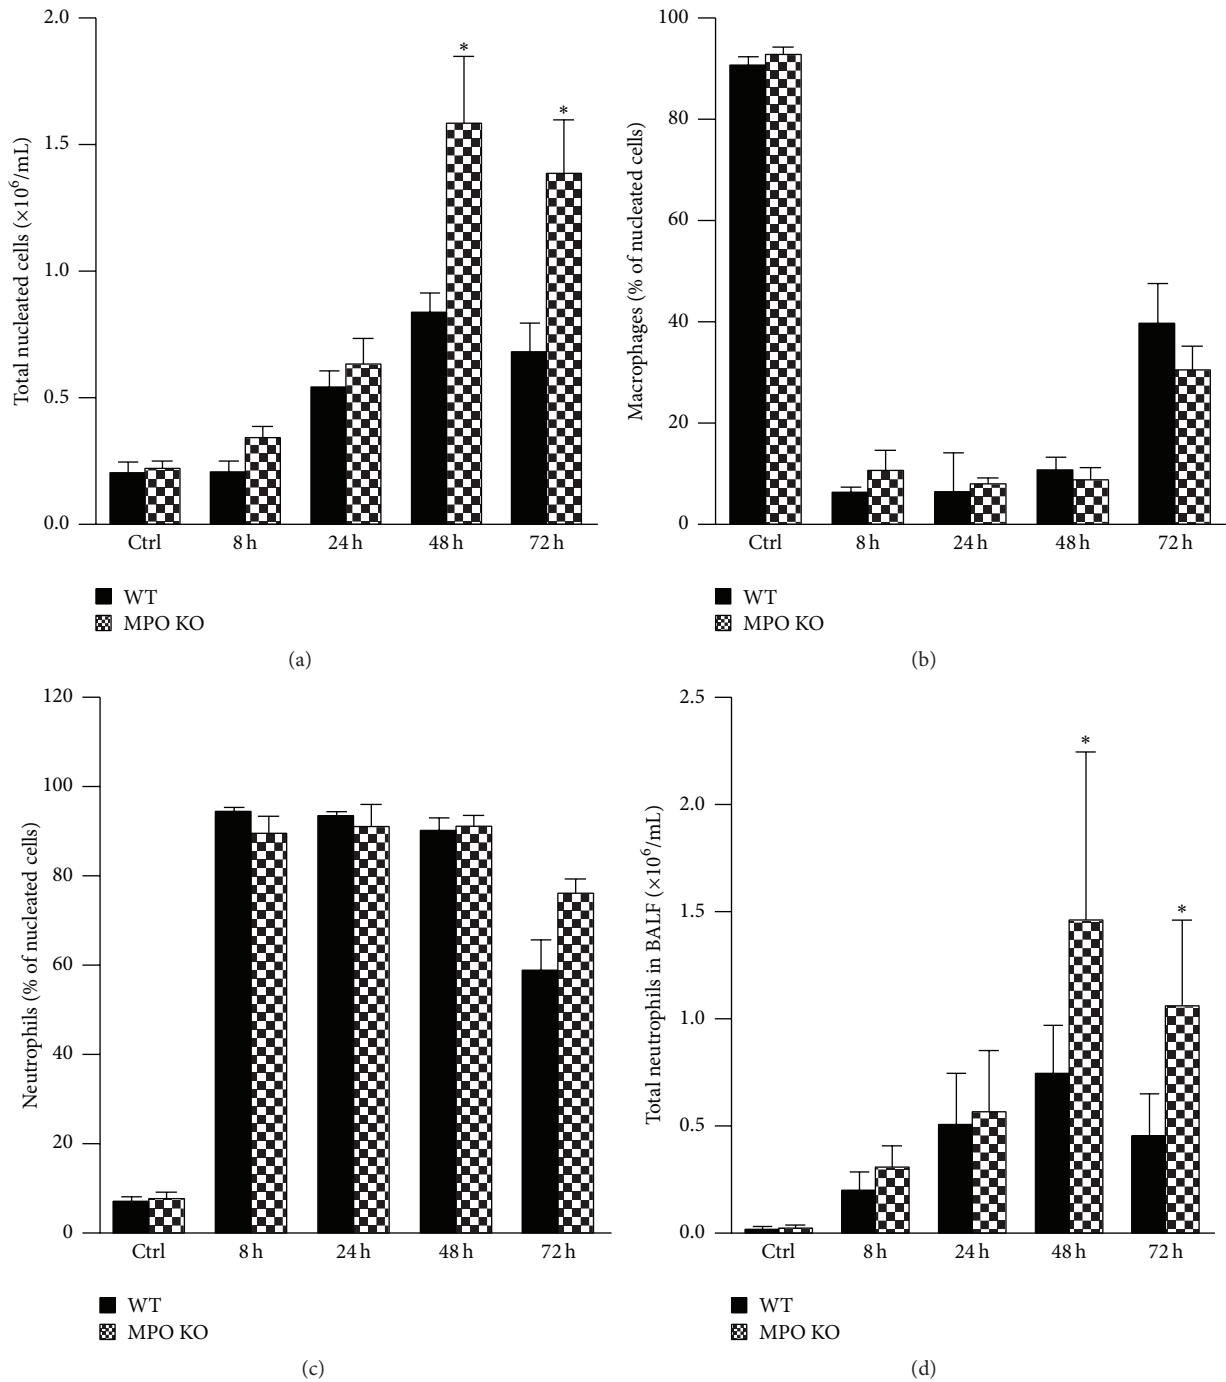 Total nucleated cells (×10⁶/mL)
2.0
1.5
1.0
0.5
0.0
*
*
Ctrl 8 h 24 h 48 h 72 h
WT
MPO KO
(a)
Macrophages (% of nucleated cells)
100
80
60
40
20
0
Ctrl 8 h 24 h 48 h 72 h
WT
MPO KO
(b)
Neutrophils (% of nucleated cells)
120
100
80
60
40
20
0
Ctrl 8 h 24 h 48 h 72 h
WT
MPO KO
(c)
Total neutrophils in BALF (×10⁶/mL)
2.5
2.0
1.5
1.0
0.5
0.0
*
*
Ctrl 8 h 24 h 48 h 72 h
WT
MPO KO
(d)